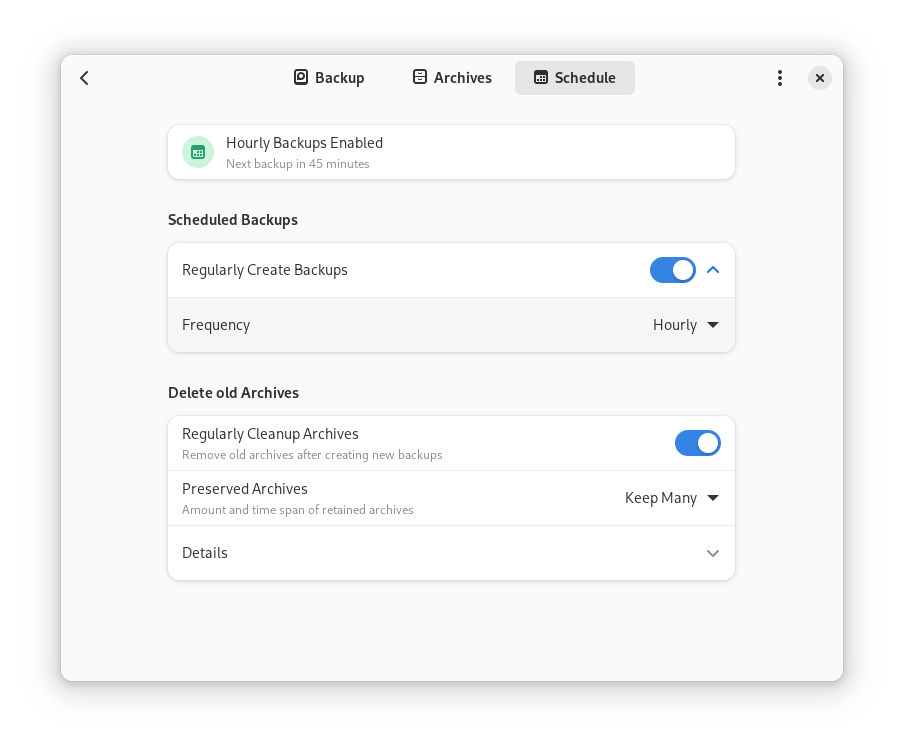 Backup Archives Schedule
Hourly Backups Enabled
Next backup in 45 minutes
Scheduled Backups
Regularly Create Backups
Frequency Hourly
Delete old Archives
Regularly Cleanup Archives
Remove old archives after creating new backups
Preserved Archives
Amount and time span of retained archives
Keep Many
Details